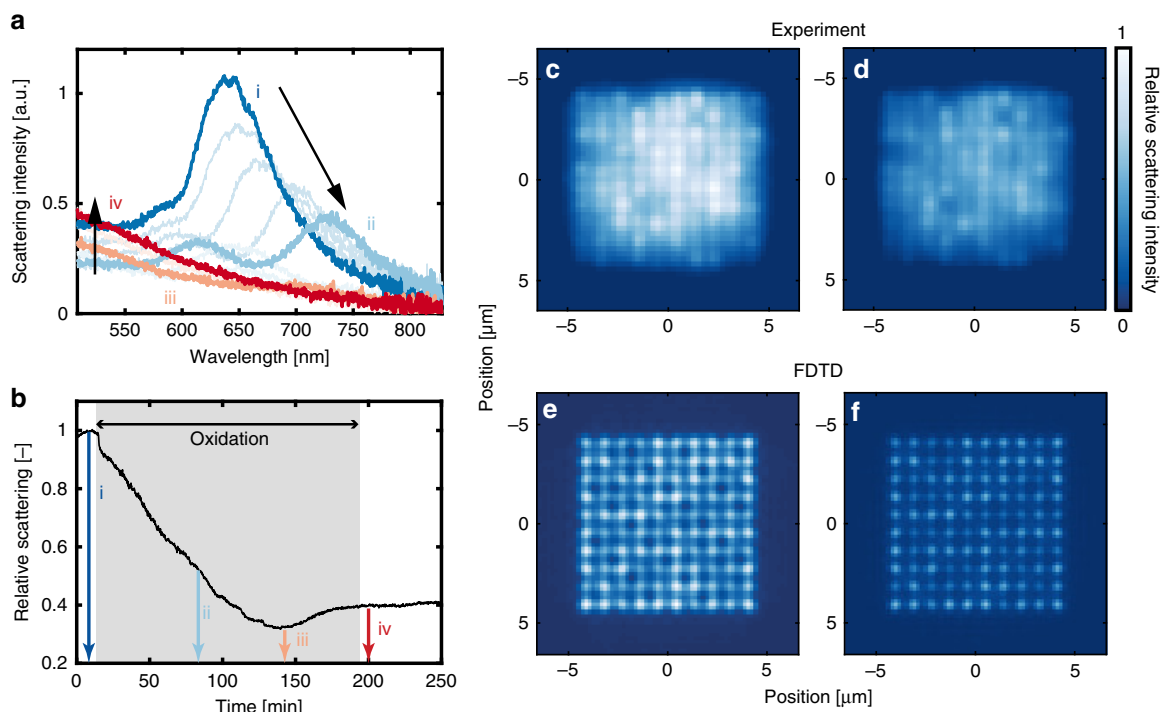 a
Scattering intensity [a.u.]
1
0.5
0
i
ii
iii
iv
550
600
650
700
750
800
Wavelength [nm]
b
Relative scattering [–]
1
0.8
0.6
0.4
0.2
Oxidation
i
ii
iii
iv
0
50
100
150
200
250
Time [min]
Experiment
c
d
–5
0
5
–5
0
5
–5
0
5
–5
0
5
1
0
Relative scattering intensity
Position [µm]
FDTD
e
f
–5
0
5
–5
0
5
–5
0
5
–5
0
5
Position [µm]